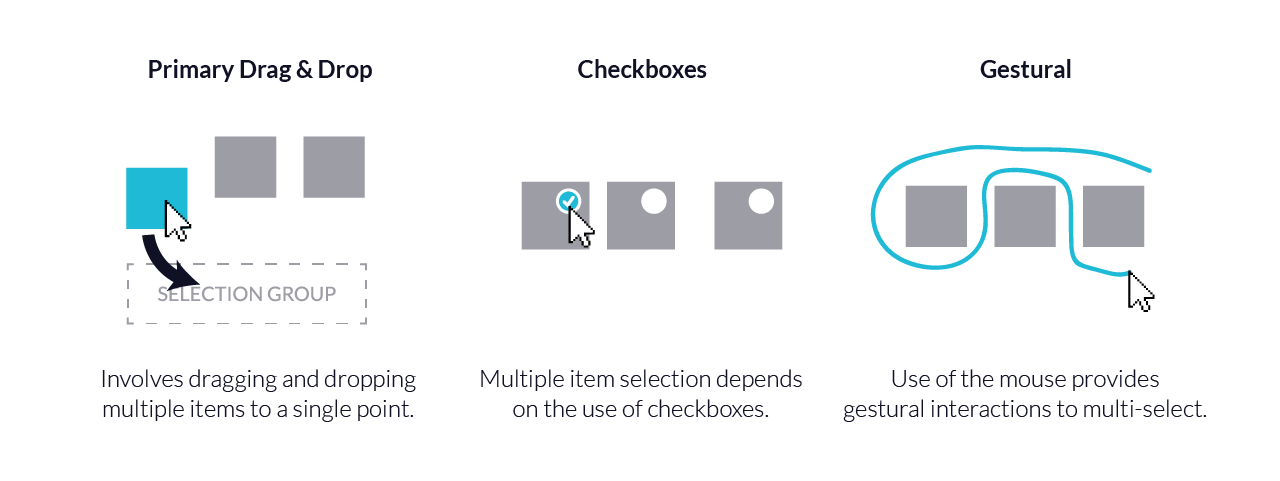 Primary Drag & Drop
SELECTION GROUP
Involves dragging and dropping
multiple items to a single point.
Checkboxes
Multiple item selection depends
on the use of checkboxes.
Gestural
Use of the mouse provides
gestural interactions to multi-select.